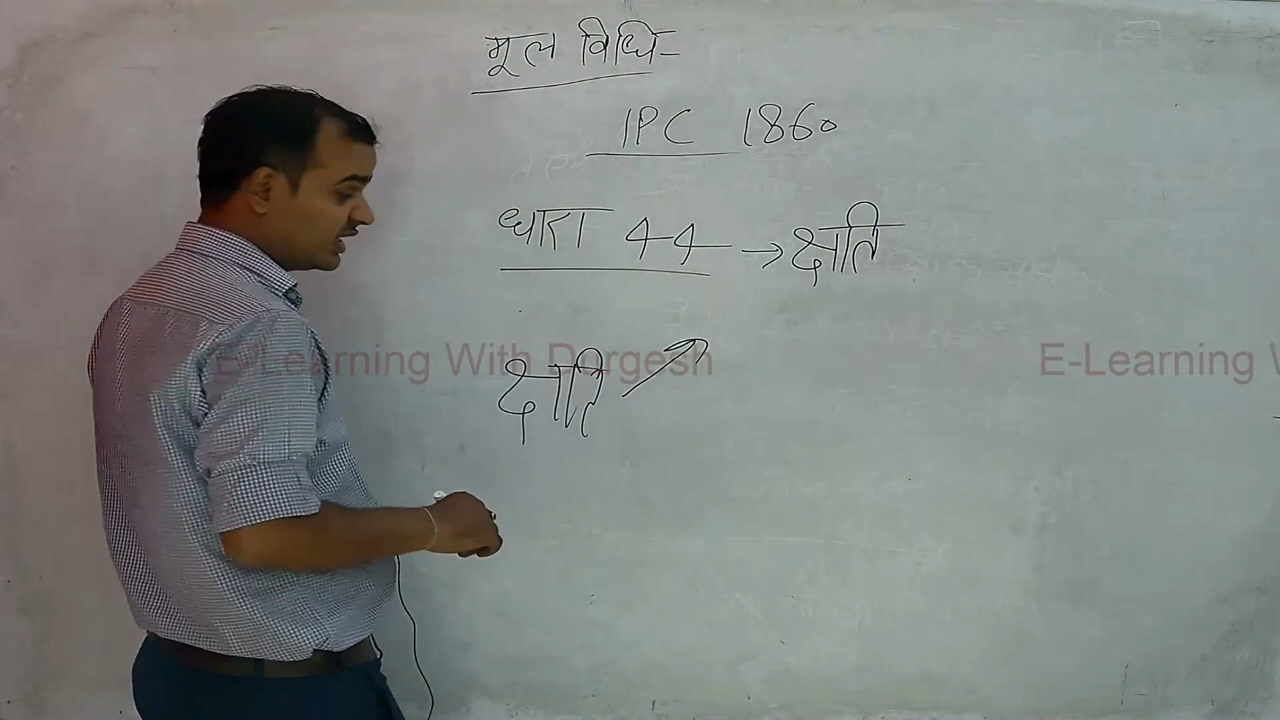 मूल विधि-
IPC 1860
धारा 44 → क्षति
E-Learning With Durgesh E-Learning W
क्षति